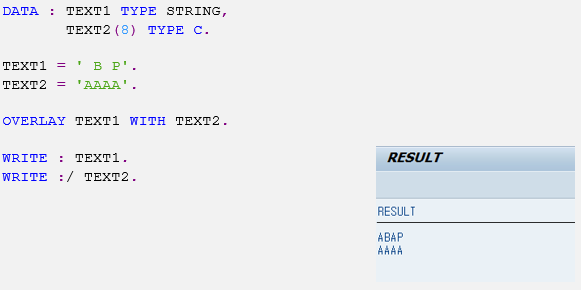 DATA : TEXT1 TYPE STRING,
TEXT2(8) TYPE C.
TEXT1 = ' B P'.
TEXT2 = 'AAAA'.
OVERLAY TEXT1 WITH TEXT2.
WRITE : TEXT1.
WRITE :/ TEXT2.
RESULT
RESULT
ABAP
AAAA